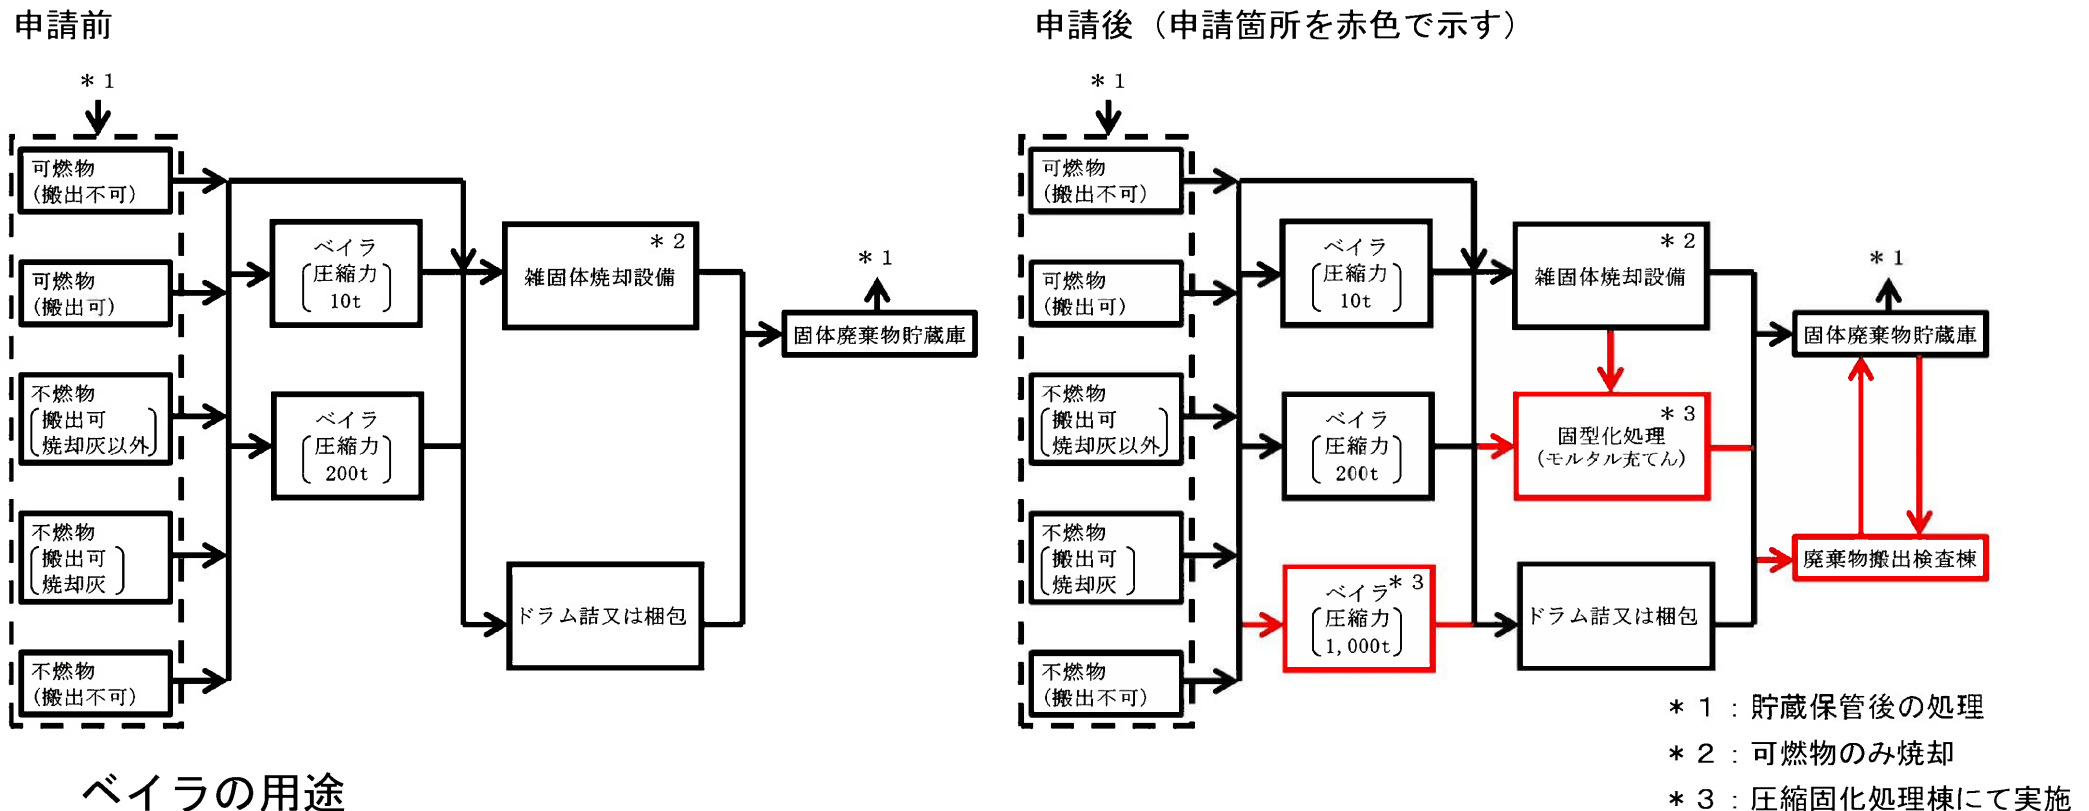 申請前
＊１
可燃物
(搬出不可)
可燃物
(搬出可)
不燃物
搬出可
焼却灰以外
不燃物
搬出可
焼却灰
不燃物
(搬出不可)
ベイラ
圧縮力
10t
ベイラ
圧縮力
200t
＊２
雑固体焼却設備
ドラム詰又は梱包
＊１
固体廃棄物貯蔵庫
ベイラの用途
申請後（申請箇所を赤色で示す）
＊１
可燃物
(搬出不可)
可燃物
(搬出可)
不燃物
搬出可
焼却灰以外
不燃物
搬出可
焼却灰
不燃物
(搬出不可)
ベイラ
圧縮力
10t
ベイラ
圧縮力
200t
ベイラ＊３
圧縮力
1,000t
＊２
雑固体焼却設備
＊３
固型化処理
(モルタル充てん)
ドラム詰又は梱包
＊１
固体廃棄物貯蔵庫
廃棄物搬出検査棟
＊１：貯蔵保管後の処理
＊２：可燃物のみ焼却
＊３：圧縮固化処理棟にて実施